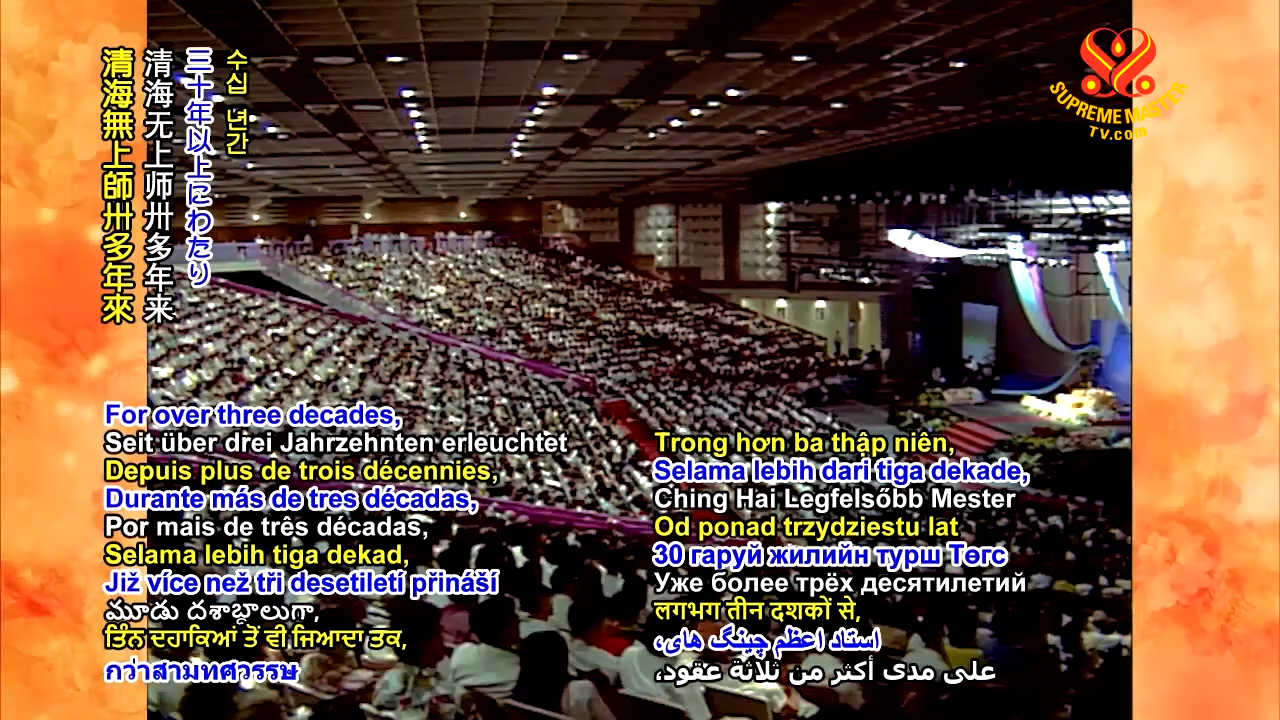 清海無上師卅多年來
清海无上师卅多年来
三十年以上にわたり
수십 년간
SUPREME MASTER
TV.com
For over three decades,
Seit über drei Jahrzehnten erleuchtet
Depuis plus de trois décennies,
Durante más de tres décadas,
Por mais de três décadas,
Selama lebih tiga dekad,
Již více než tři desetiletí přináší
మూడు దశాబ్దాలుగా,
ਤਿੰਨ ਦਹਾਕਿਆਂ ਤੋਂ ਵੀ ਜਿਆਦਾ ਤਕ,
กว่าสามทศวรรษ
Trong hơn ba thập niên,
Selama lebih dari tiga dekade,
Ching Hai Legfelsőbb Mester
Od ponad trzydziestu lat
30 гаруй жилийн турш Төгс
Уже более трёх десятилетий
लगभग तीन दशकों से,
استاد اعظم چینگ های،
على مدى أكثر من ثلاثة عقود،